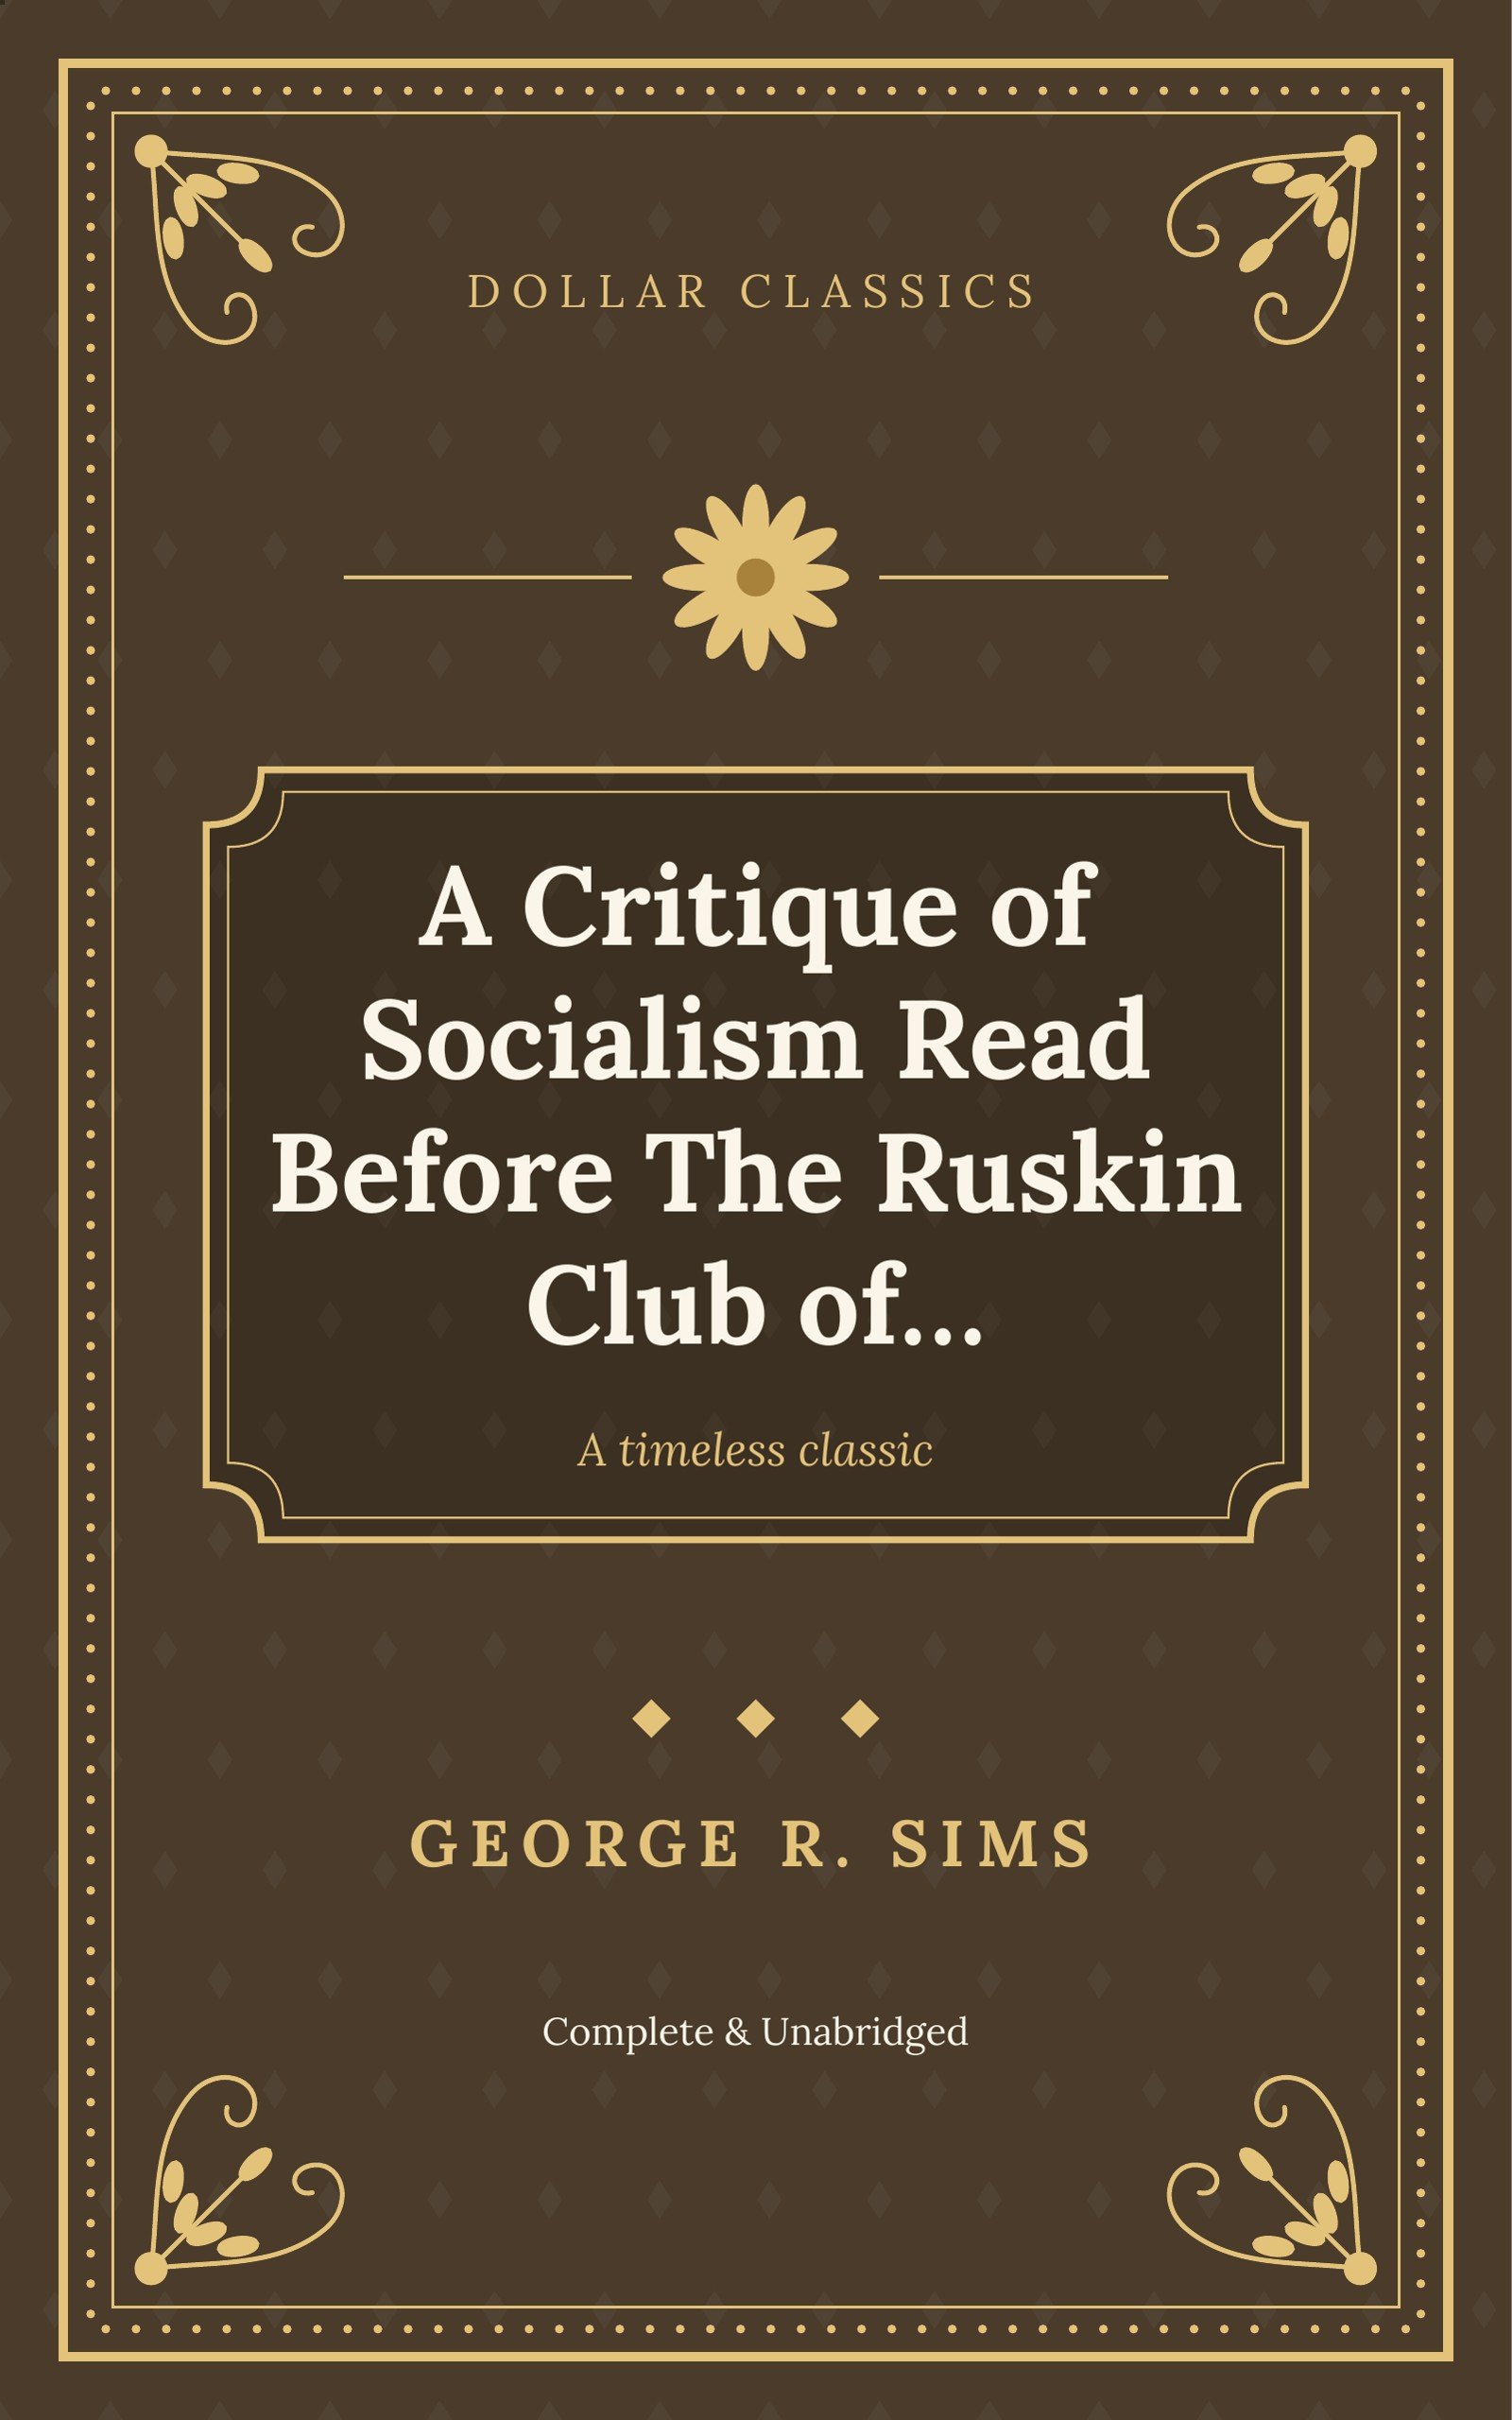 DOLLAR CLASSICS
A Critique of
Socialism Read
Before The Ruskin
Club of...
A timeless classic
GEORGE R. SIMS
Complete & Unabridged